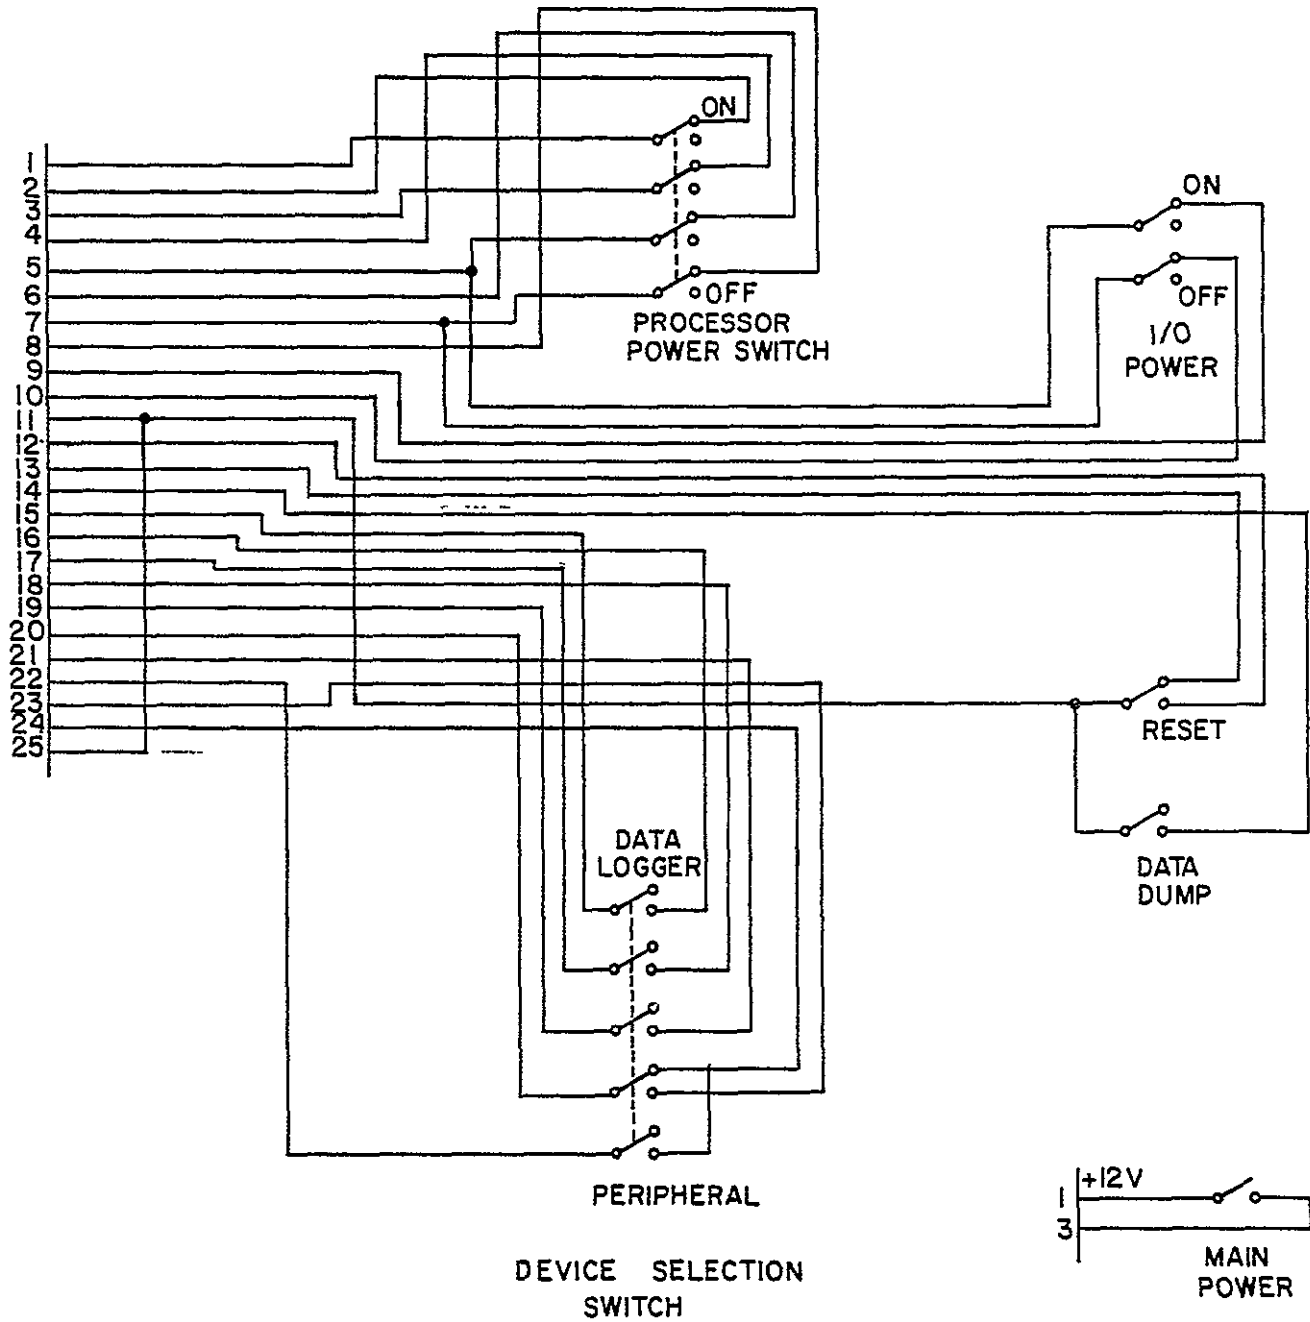 ON
1
2
3
4
5
6
7
8
9
10
11
12
13
14
15
16
17
18
19
20
21
22
23
24
25
OFF
PROCESSOR
POWER SWITCH
ON
OFF
I/O
POWER
RESET
DATA
DUMP
DATA
LOGGER
PERIPHERAL
DEVICE SELECTION
SWITCH
+12V
1
3
MAIN
POWER